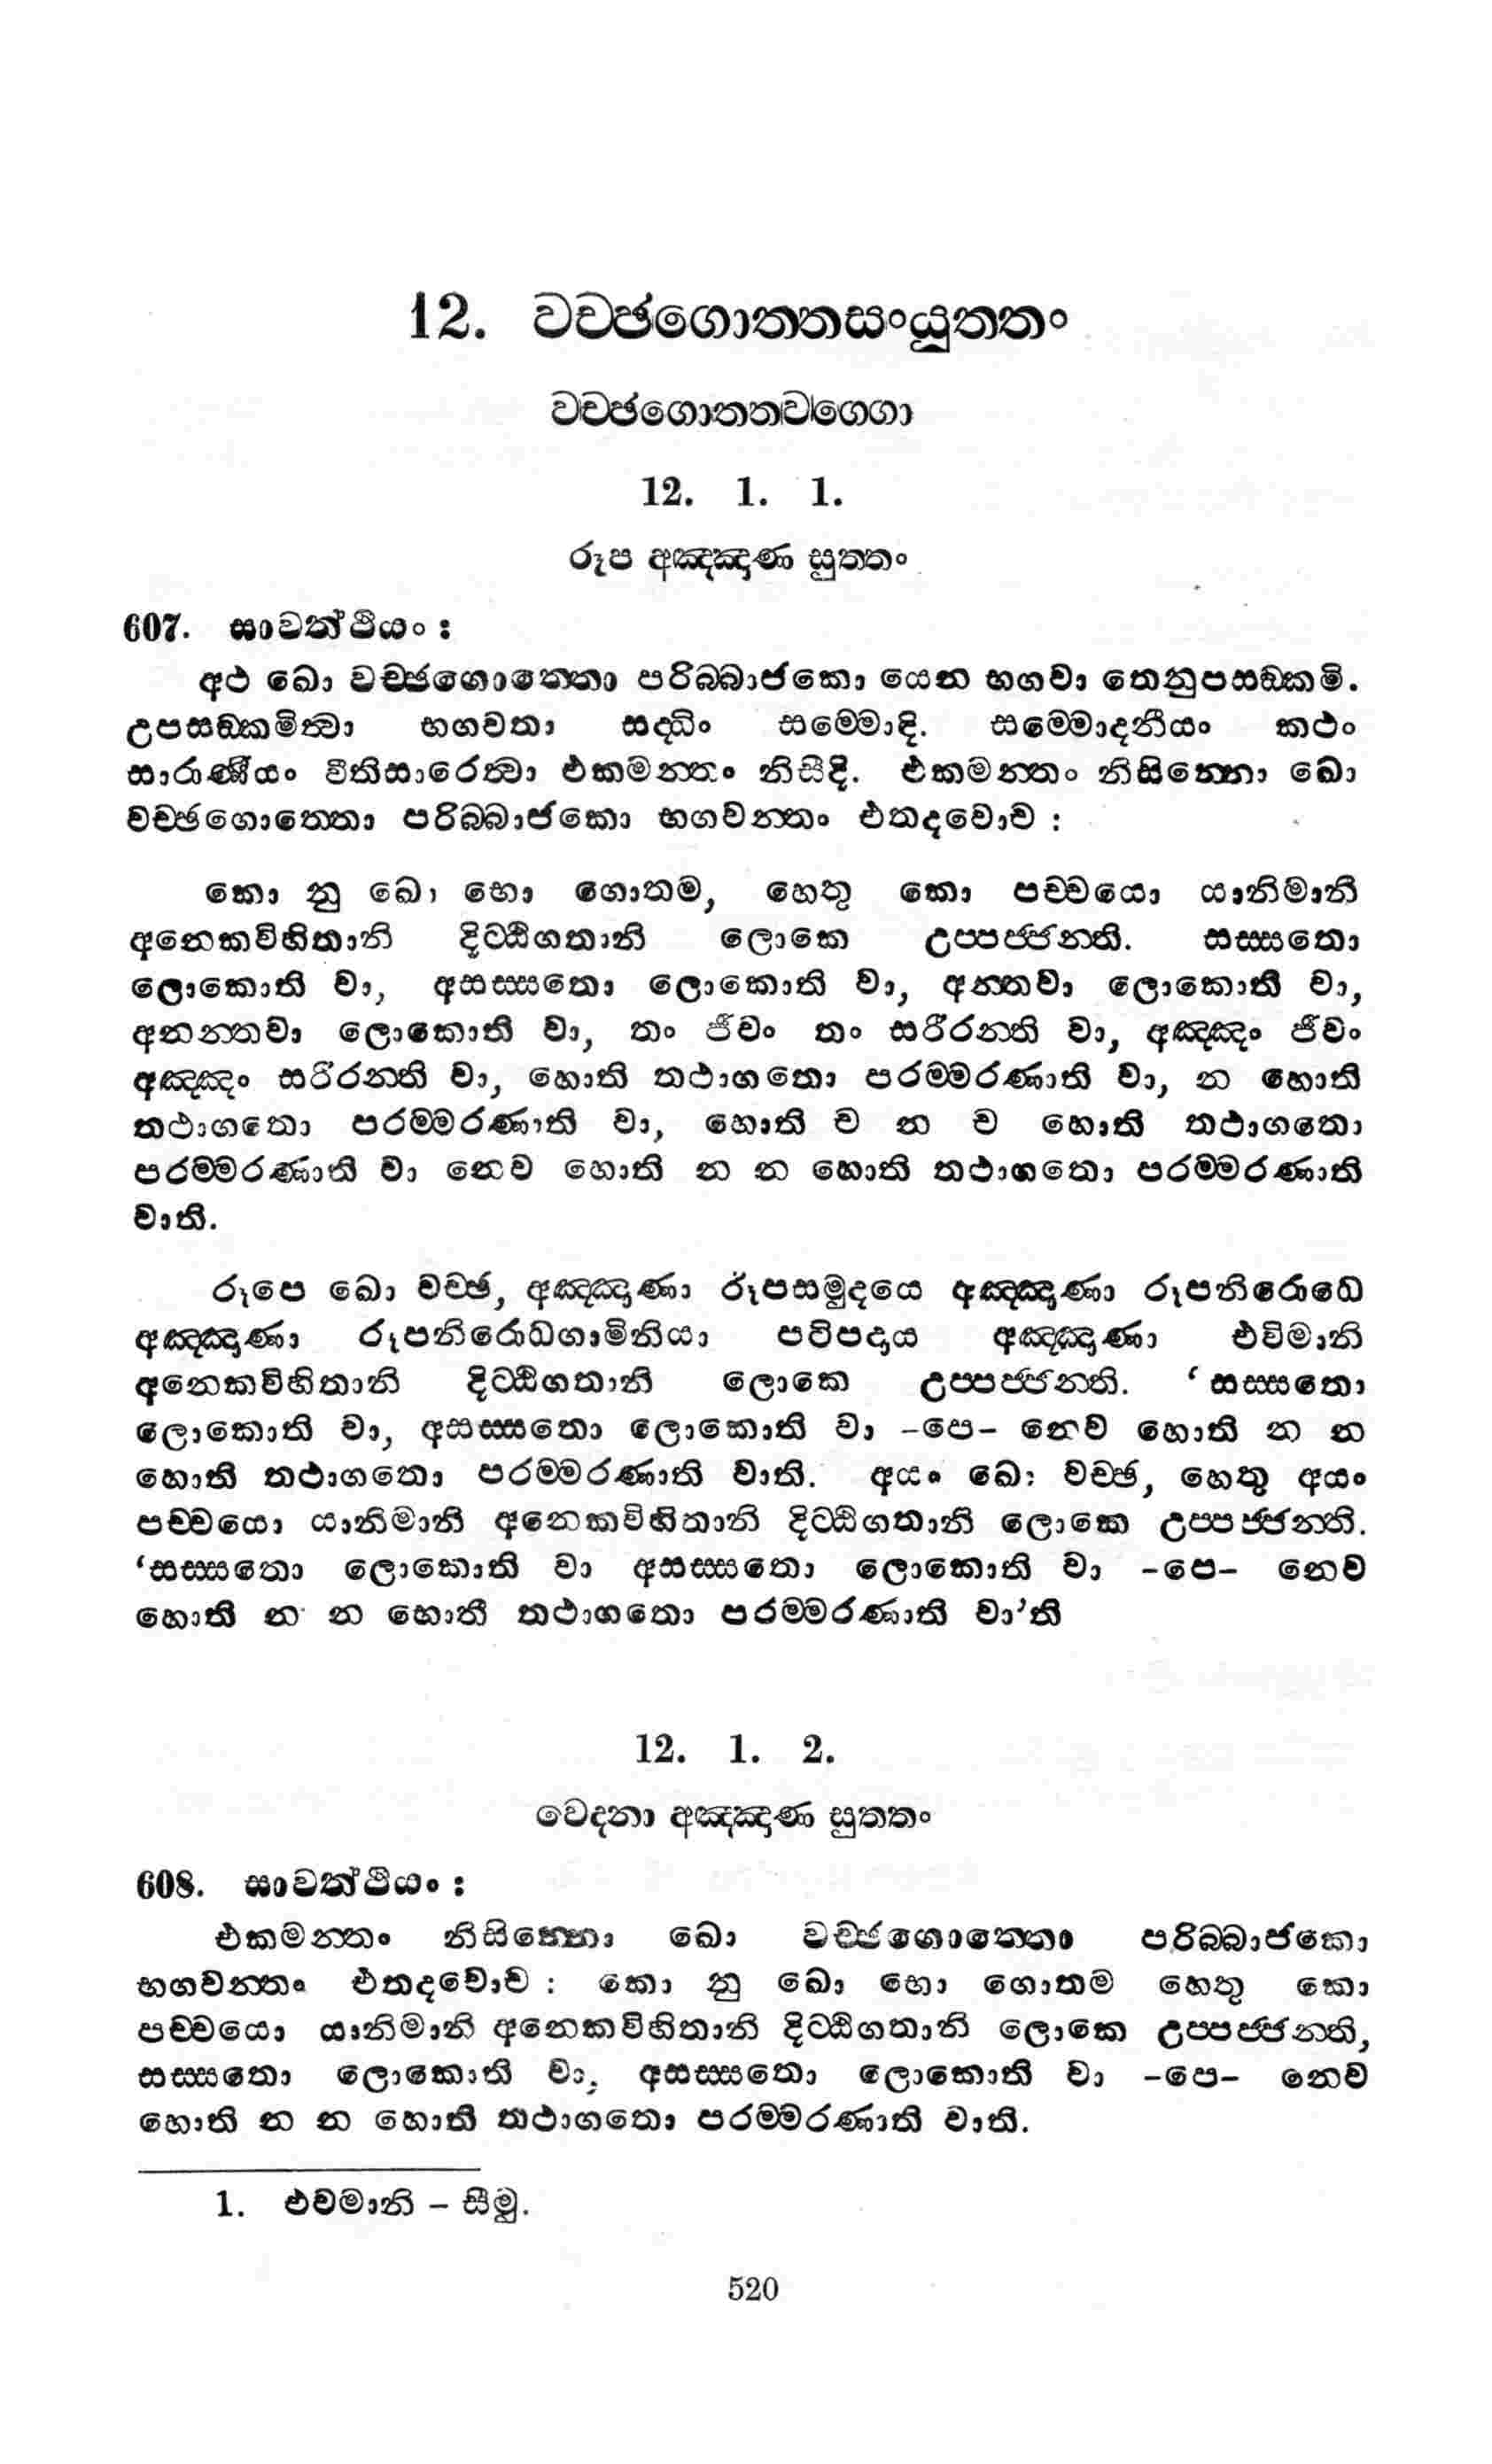 12. වච්ඡගොත්තසංයුත්තං
වච්ඡගොත්තවග්ගො
12. 1. 1.
රූප අඤ්ඤාණ සුත්තං
607. සාවත්ථියං :
අථ ඛො වච්ඡගොත්තො පරිබ්බාජකො යෙන භගවා තෙනුපසඞ්කමි.
උපසඞ්කමිත්වා භගවතා සද්ධිං සම්මොදි. සම්මොදනීයං කථං
සාරාණීයං වීතිසාරෙත්වා එකමන්තං නිසීදි. එකමන්තං නිසින්නො ඛො
වච්ඡගොත්තො පරිබ්බාජකො භගවන්තං එතදවොච :
කො නු ඛො භො ගොතම, හෙතු කො පච්චයො යානිමානි
අනෙකවිහිතානි දිට්ඨිගතානි ලොකෙ උප්පජ්ජන්ති. සස්සතො
ලොකොති වා, අසස්සතො ලොකොති වා, අන්තවා ලොකොති වා,
අනන්තවා ලොකොති වා, තං ජීවං තං සරීරන්ති වා, අඤ්ඤං ජීවං
අඤ්ඤං සරීරන්ති වා, හොති තථාගතො පරම්මරණාති වා, න හොති
තථාගතො පරම්මරණාති වා, හොති ච න ච හොති තථාගතො
පරම්මරණාති වා නෙව හොති න න හොති තථාගතො පරම්මරණාති
වාති.
රූපෙ ඛො වච්ඡ, අඤ්ඤාණා රූපසමුදයෙ අඤ්ඤාණා රූපනිරොධෙ
අඤ්ඤාණා රූපනිරොධගාමිනියා පටිපදාය අඤ්ඤාණා එවිමානි
අනෙකවිහිතානි දිට්ඨිගතානි ලොකෙ උප්පජ්ජන්ති. ‘සස්සතො
ලොකොති වා, අසස්සතො ලොකොති වා -පෙ- නෙව හොති න න
හොති තථාගතො පරම්මරණාති වාති. අයං ඛො වච්ඡ, හෙතු අයං
පච්චයො යානිමානි අනෙකවිහිතානි දිට්ඨිගතානි ලොකෙ උප්පජ්ජන්ති.
‘සස්සතො ලොකොති වා අසස්සතො ලොකොති වා -පෙ- නෙව
හොති න න හොති තථාගතො පරම්මරණාති වා’ති
12. 1. 2.
වෙදනා අඤ්ඤාණ සුත්තං
608. සාවත්ථියං :
එකමන්තං නිසින්නො ඛො වච්ඡගොත්තො පරිබ්බාජකො
භගවන්තං එතදවොච : කො නු ඛො භො ගොතම හෙතු කො
පච්චයො යානිමානි අනෙකවිහිතානි දිට්ඨිගතානි ලොකෙ උප්පජ්ජන්ති,
සස්සතො ලොකොති වා, අසස්සතො ලොකොති වා -පෙ- නෙව
හොති න න හොති තථාගතො පරම්මරණාති වාති.
1. එවමානි – සීමු.
520